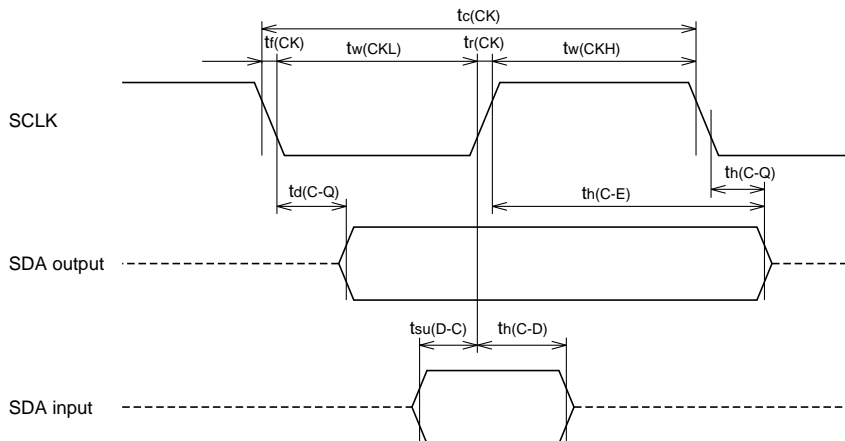 tc(CK)
tf(CK) tw(CKL) tr(CK) tw(CKH)
SCLK
td(C-Q) th(C-E) th(C-Q)
SDA output
tsu(D-C) th(C-D)
SDA input